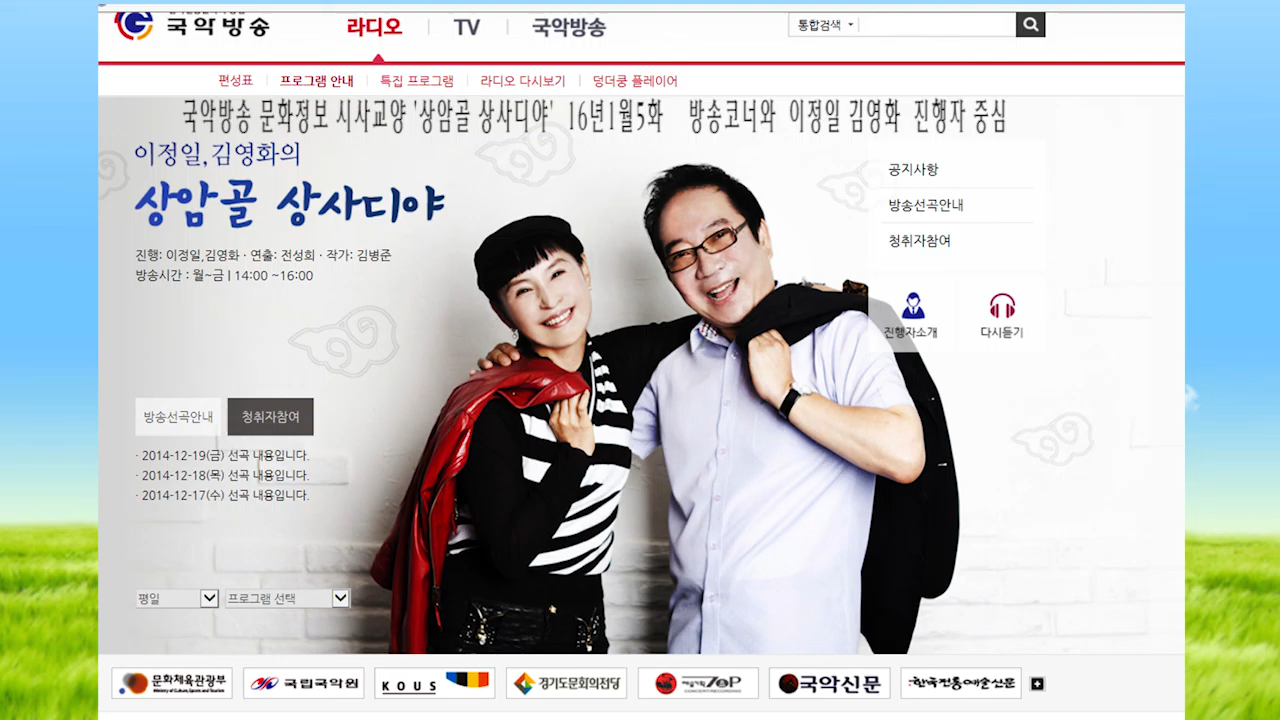 국악방송
라디오
TV
국악방송
통합검색
편성표
프로그램 안내
특집 프로그램
라디오 다시보기
덩더쿵 플레이어
국악방송 문화정보 시사교양 '상암골 상사디야' 16년1월5화 방송코너와 이정일 김영화 진행자 중심
이정일,김영화의
상암골 상사디야
진행: 이정일,김영화 · 연출: 전성희 · 작가: 김병준
방송시간 : 월~금 | 14:00 ~16:00
공지사항
방송선곡안내
청취자참여
진행자소개
다시듣기
방송선곡안내
청취자참여
· 2014-12-19(금) 선곡 내용입니다.
· 2014-12-18(목) 선곡 내용입니다.
· 2014-12-17(수) 선곡 내용입니다.
평일
프로그램 선택
문화체육관광부
Ministry of Culture, Sports and Tourism
국립국악원
KOUS
경기도문화의전당
예술기획 TOP
국악신문
한국전통예술신문